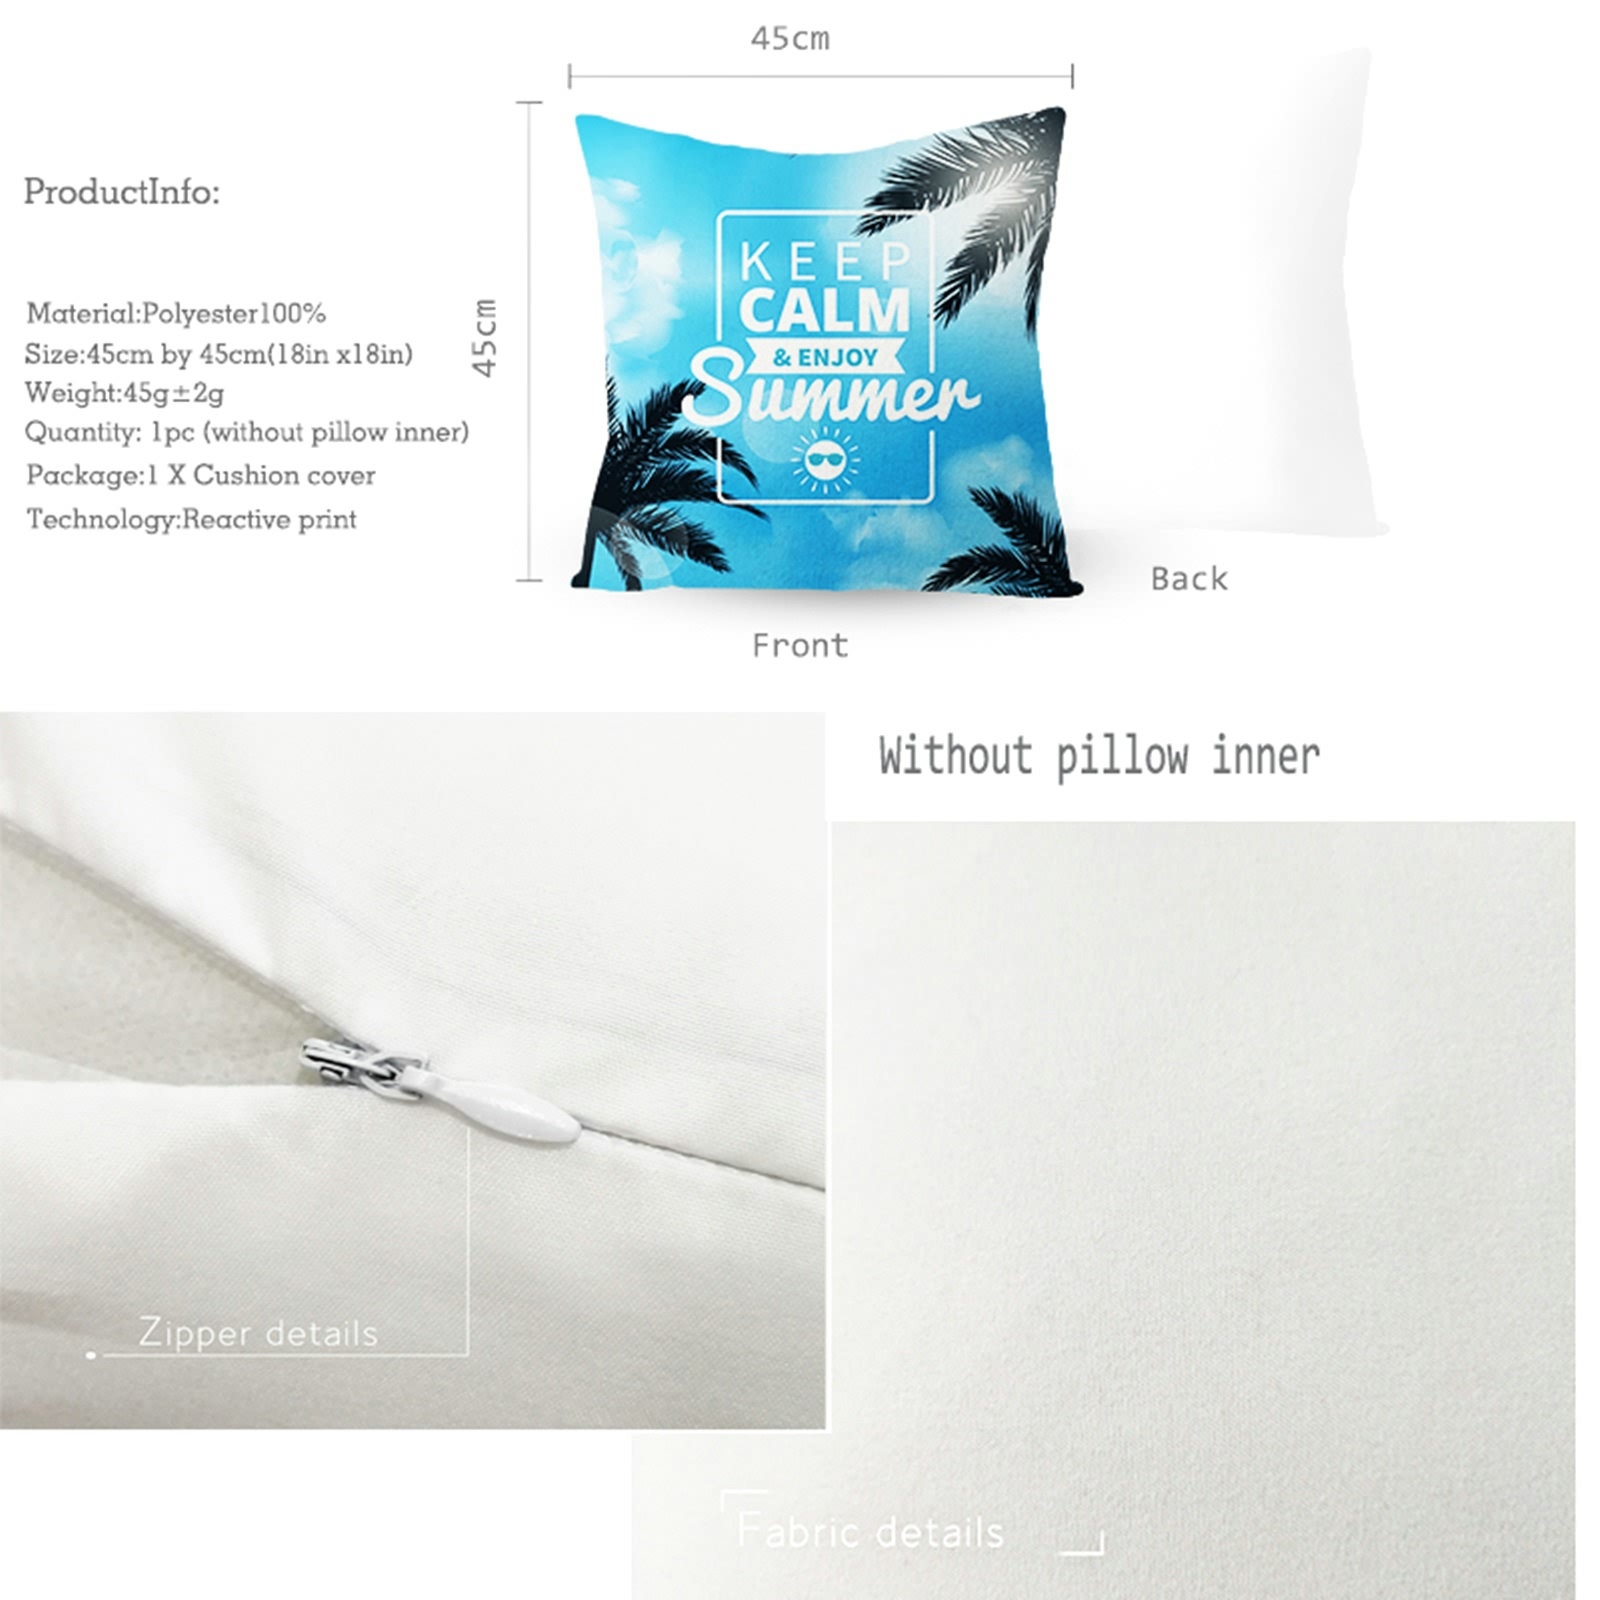 45cm
ProductInfo:
45cm
Material:Polyester100%
Size:45cm by 45cm(18in x18in)
Weight:45g±2g
Quantity: 1pc (without pillow inner)
Package:1 X Cushion cover
Technology:Reactive print
KEEP
CALM
& ENJOY
Summer
Back
Front
Without pillow inner
Zipper details
Fabric details